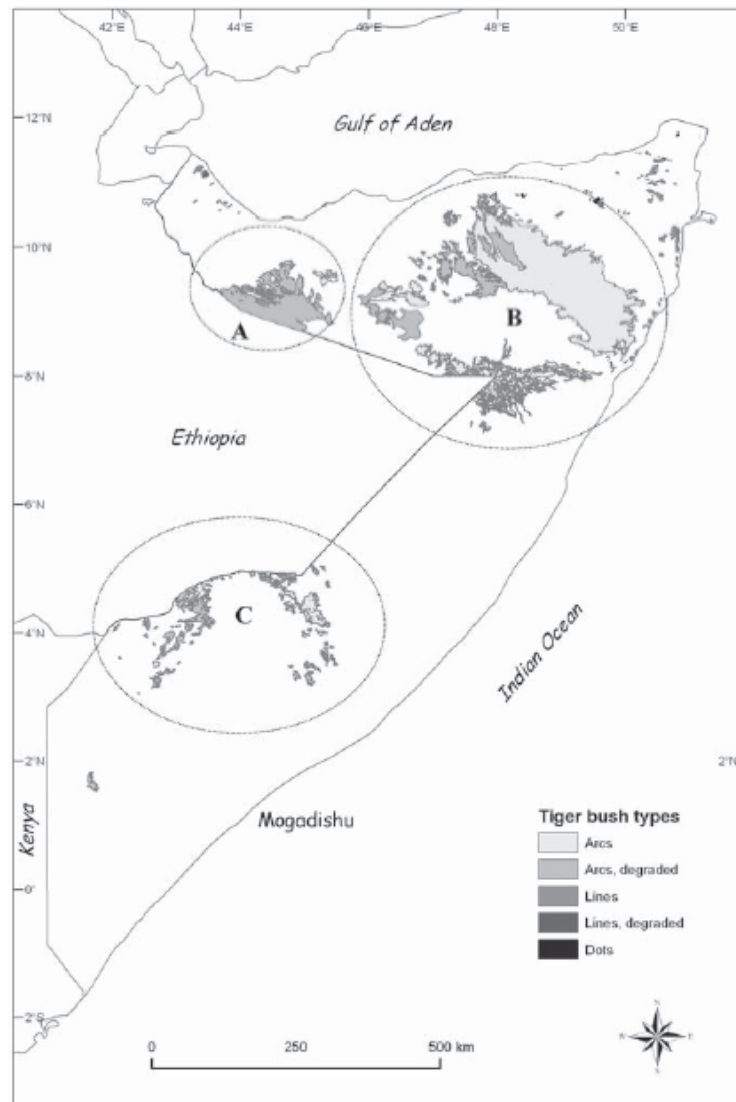 42°E 44°E 46°E 48°E 50°E
12°N
Gulf of Aden
10°N
A
B
8°N
Ethiopia
6°N
C
4°N
Indian Ocean
2°N
2°N
Mogadishu
Kenya
Tiger bush types
Arcs
Arcs, degraded
Lines
Lines, degraded
Dots
0°
2°S
N
W E
S
0 250 500 km